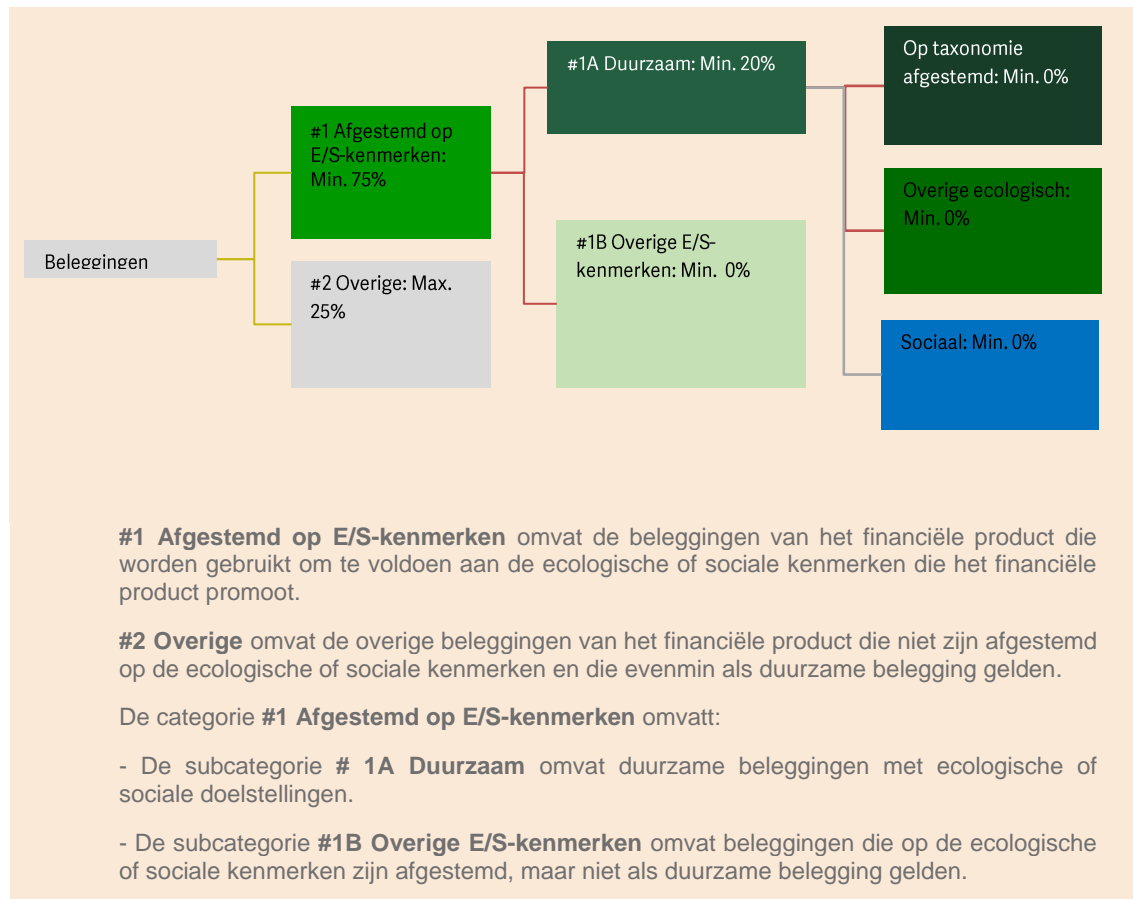 Beleggingen
#1 Afgestemd op
E/S-kenmerken:
Min. 75%
#2 Overige: Max.
25%
#1A Duurzaam: Min. 20%
#1B Overige E/S-
kenmerken: Min. 0%
Op taxonomie
afgestemd: Min. 0%
Overige ecologisch:
Min. 0%
Sociaal: Min. 0%
#1 Afgestemd op E/S-kenmerken omvat de beleggingen van het financiële product die
worden gebruikt om te voldoen aan de ecologische of sociale kenmerken die het financiële
product promoot.
#2 Overige omvat de overige beleggingen van het financiële product die niet zijn afgestemd
op de ecologische of sociale kenmerken en die evenmin als duurzame belegging gelden.
De categorie #1 Afgestemd op E/S-kenmerken omvatt:
- De subcategorie # 1A Duurzaam omvat duurzame beleggingen met ecologische of
sociale doelstellingen.
- De subcategorie #1B Overige E/S-kenmerken omvat beleggingen die op de ecologische
of sociale kenmerken zijn afgestemd, maar niet als duurzame belegging gelden.